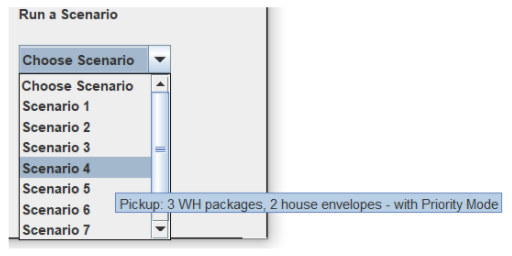 Run a Scenario
Choose Scenario
Choose Scenario
Scenario 1
Scenario 2
Scenario 3
Scenario 4
Scenario 5
Pickup: 3 WH packages, 2 house envelopes - with Priority Mode
Scenario 6
Scenario 7